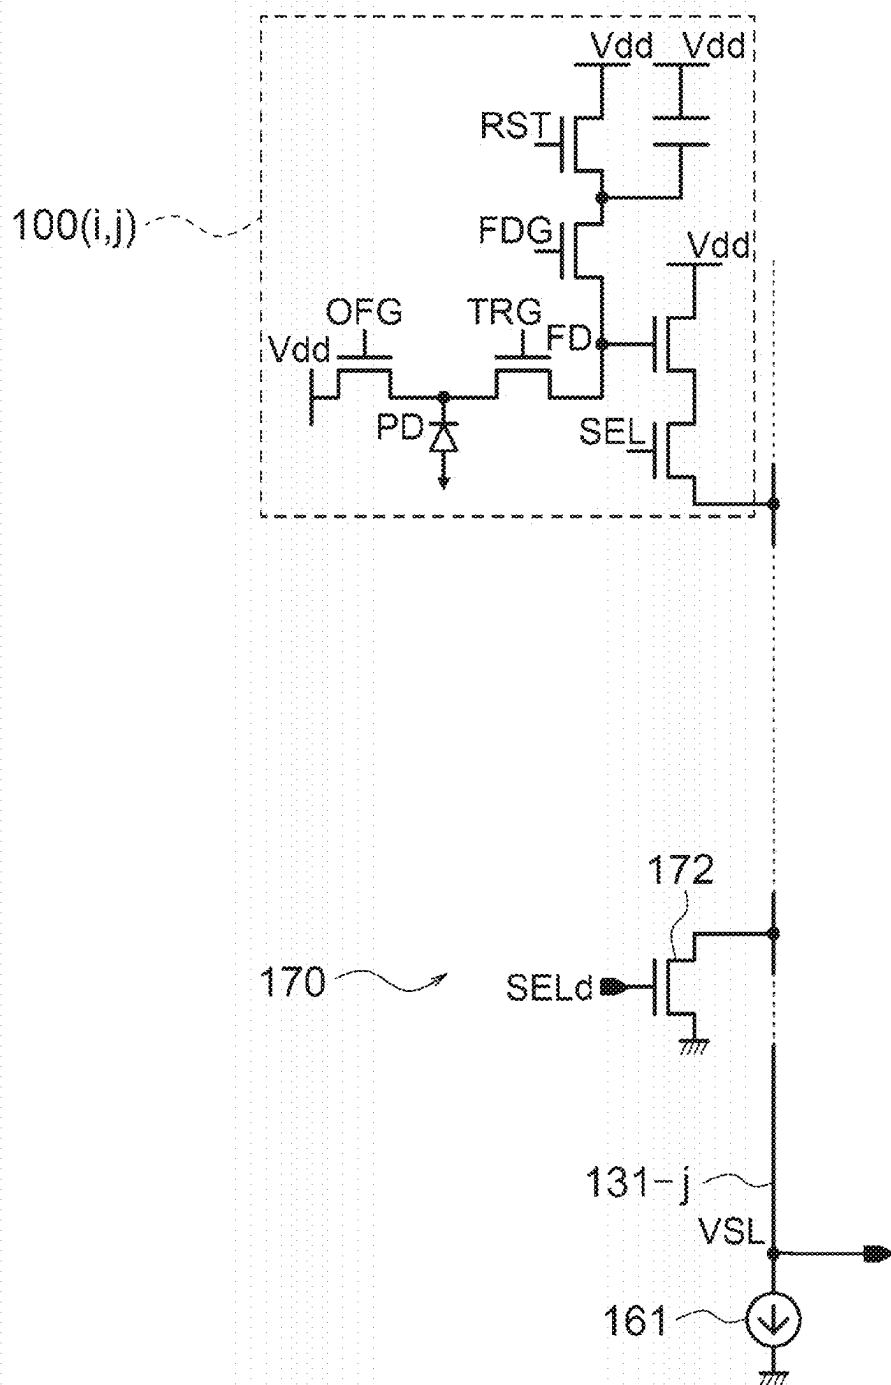 Vdd Vdd
RST
100(i,j)
FDG
Vdd
OFG TRG
Vdd FD
PD SEL
172
170 SELd
131-j
VSL
161